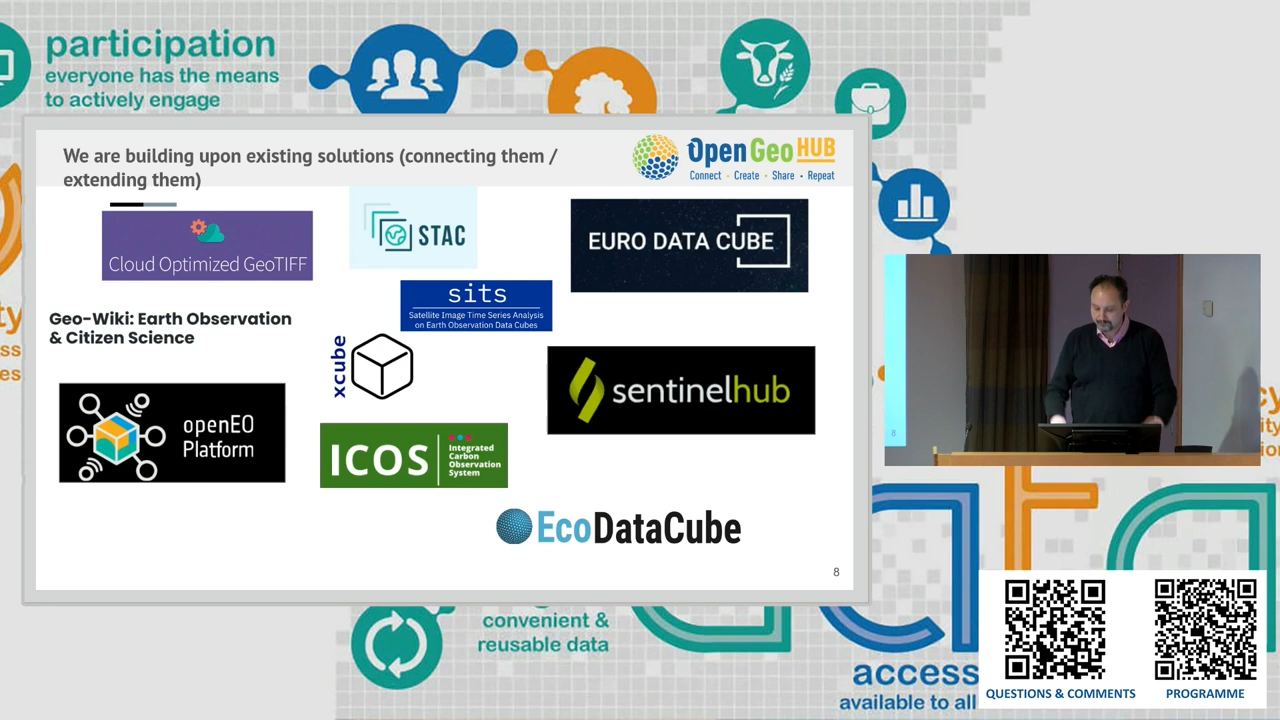 participation
everyone has the means
to actively engage
We are building upon existing solutions (connecting them /
extending them)
OpenGeoHUB
Connect · Create · Share · Repeat
Cloud Optimized GeoTIFF
STAC
EURO DATA CUBE
sits
Satellite Image Time Series Analysis
on Earth Observation Data Cubes
Geo-Wiki: Earth Observation
& Citizen Science
xcube
sentinelhub
openEO
Platform
ICOS
Integrated
Carbon
Observation
System
EcoDataCube
8
8
convenient &
reusable data
access
available to all
QUESTIONS & COMMENTS
PROGRAMME